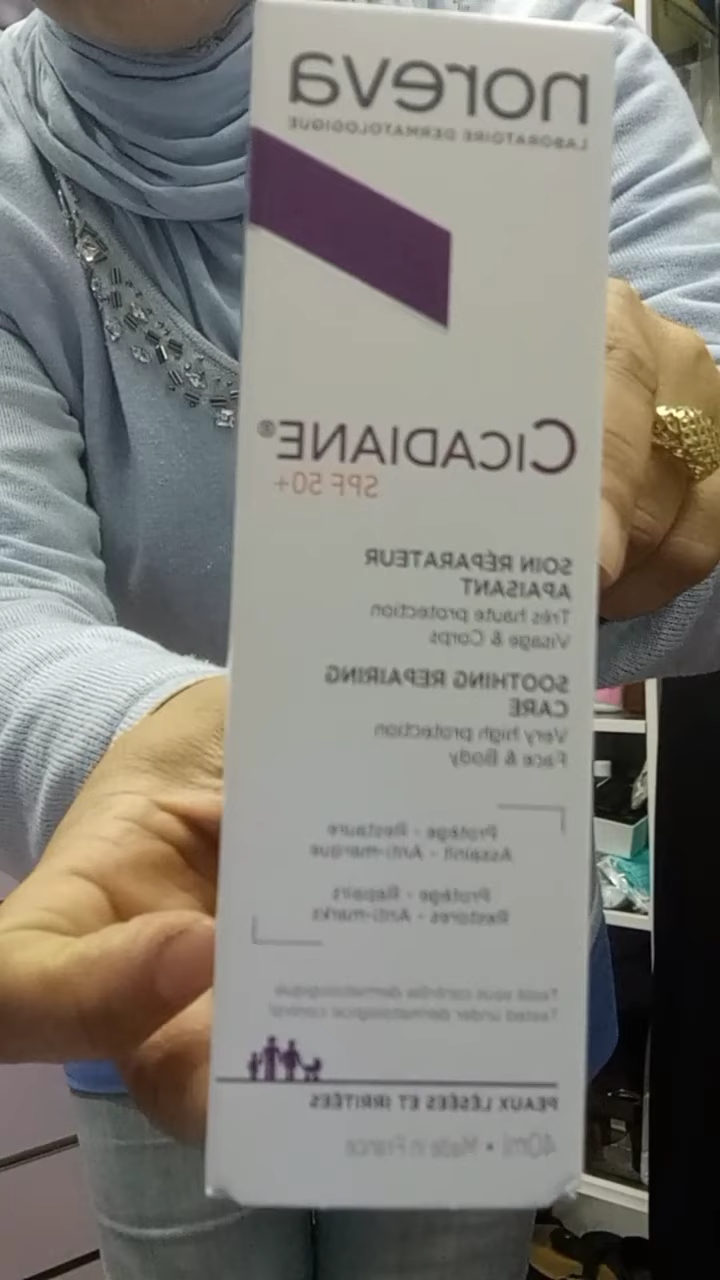 noreva
LABORATOIRE DERMATOLOGIQUE
CICADIANE®
SPF 50+
SOIN RÉPARATEUR
APAISANT
Très haute protection
Visage & Corps
SOOTHING REPAIRING
CARE
Very high protection
Face & Body
Protège - Restaure
Assainit - Anti-marque
Protège - Repairs
Restores - Anti-marks
Testé sous contrôle dermatologique
Tested under dermatological control
PEAUX LÉSÉES ET IRRITÉES
40ml • Made in France